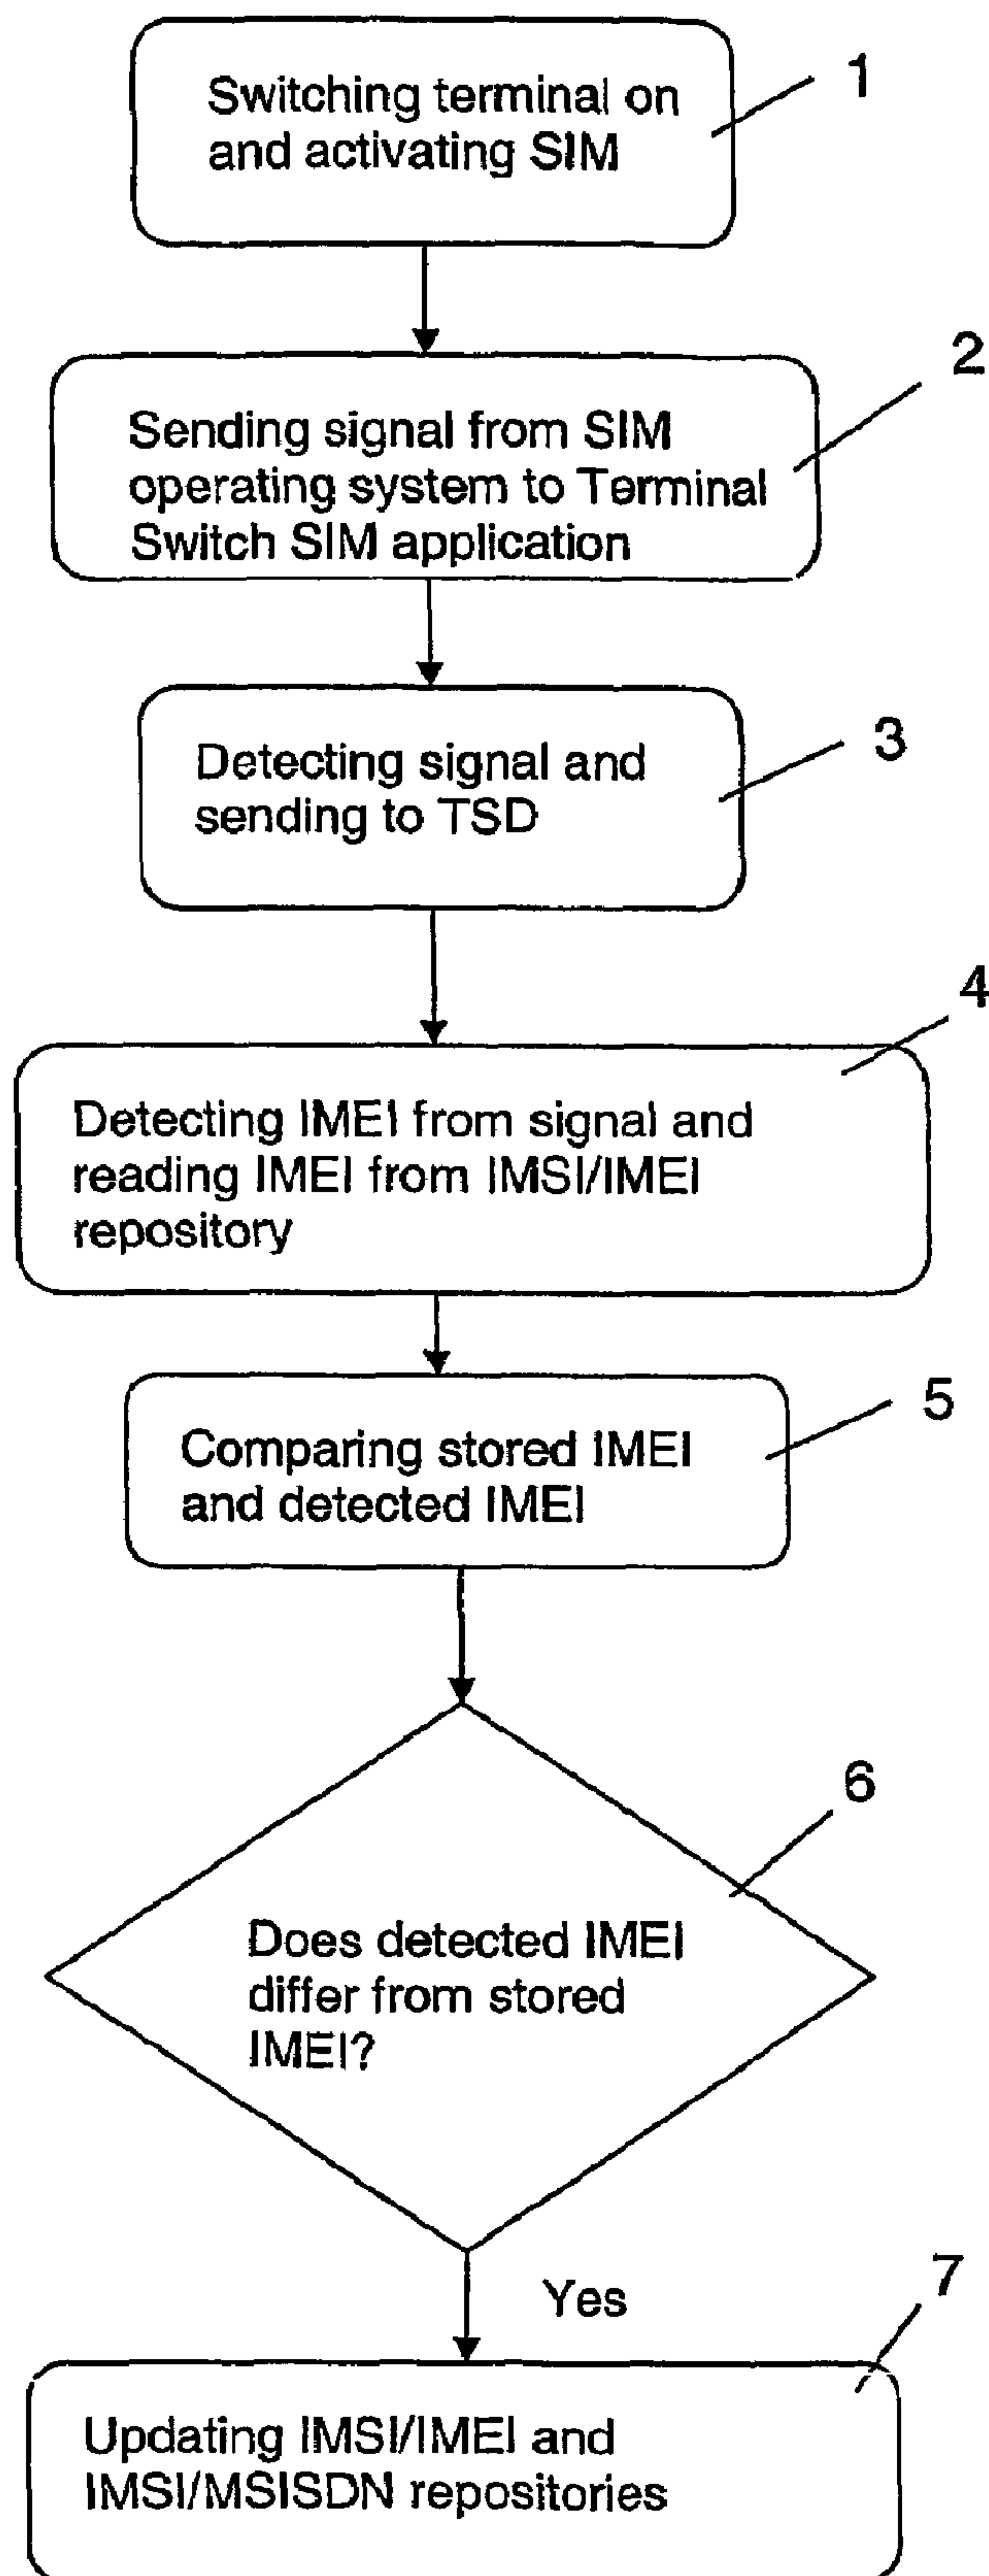 Switching terminal on
and activating SIM
1
Sending signal from SIM
operating system to Terminal
Switch SIM application
2
Detecting signal and
sending to TSD
3
Detecting IMEI from signal and
reading IMEI from IMSI/IMEI
repository
4
Comparing stored IMEI
and detected IMEI
5
Does detected IMEI
differ from stored
IMEI?
6
Yes
Updating IMSI/IMEI and
IMSI/MSISDN repositories
7